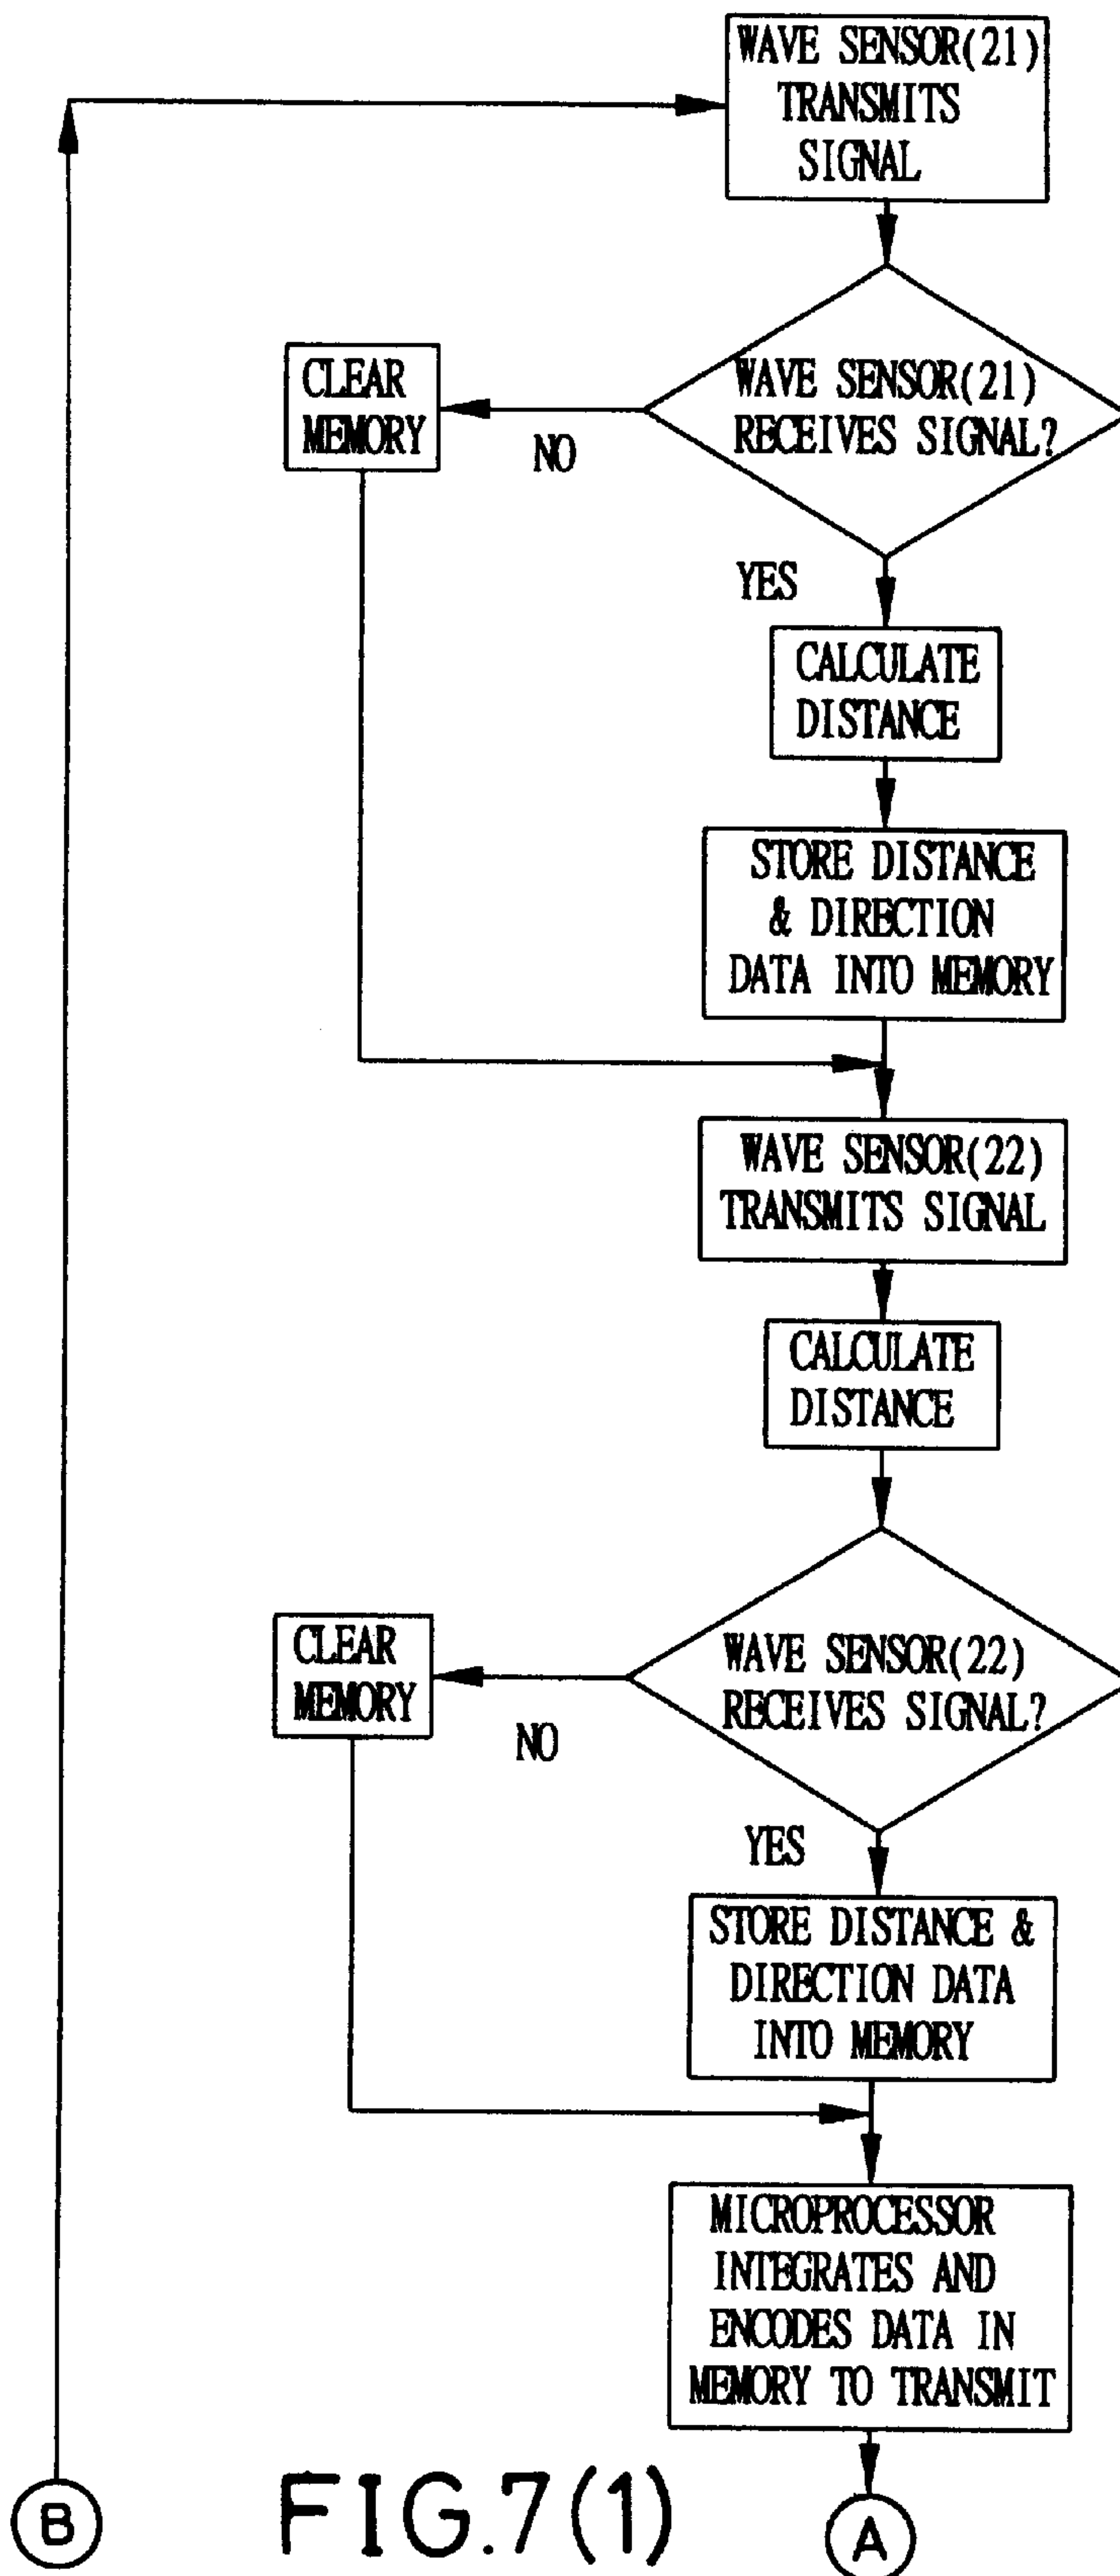 WAVE SENSOR(21)
TRANSMITS
SIGNAL
WAVE SENSOR(21)
RECEIVES SIGNAL?
CLEAR
MEMORY
NO
YES
CALCULATE
DISTANCE
STORE DISTANCE
& DIRECTION
DATA INTO MEMORY
WAVE SENSOR(22)
TRANSMITS SIGNAL
CALCULATE
DISTANCE
WAVE SENSOR(22)
RECEIVES SIGNAL?
CLEAR
MEMORY
NO
YES
STORE DISTANCE &
DIRECTION DATA
INTO MEMORY
MICROPROCESSOR
INTEGRATES AND
ENCODES DATA IN
MEMORY TO TRANSMIT
B
FIG.7(1)
A